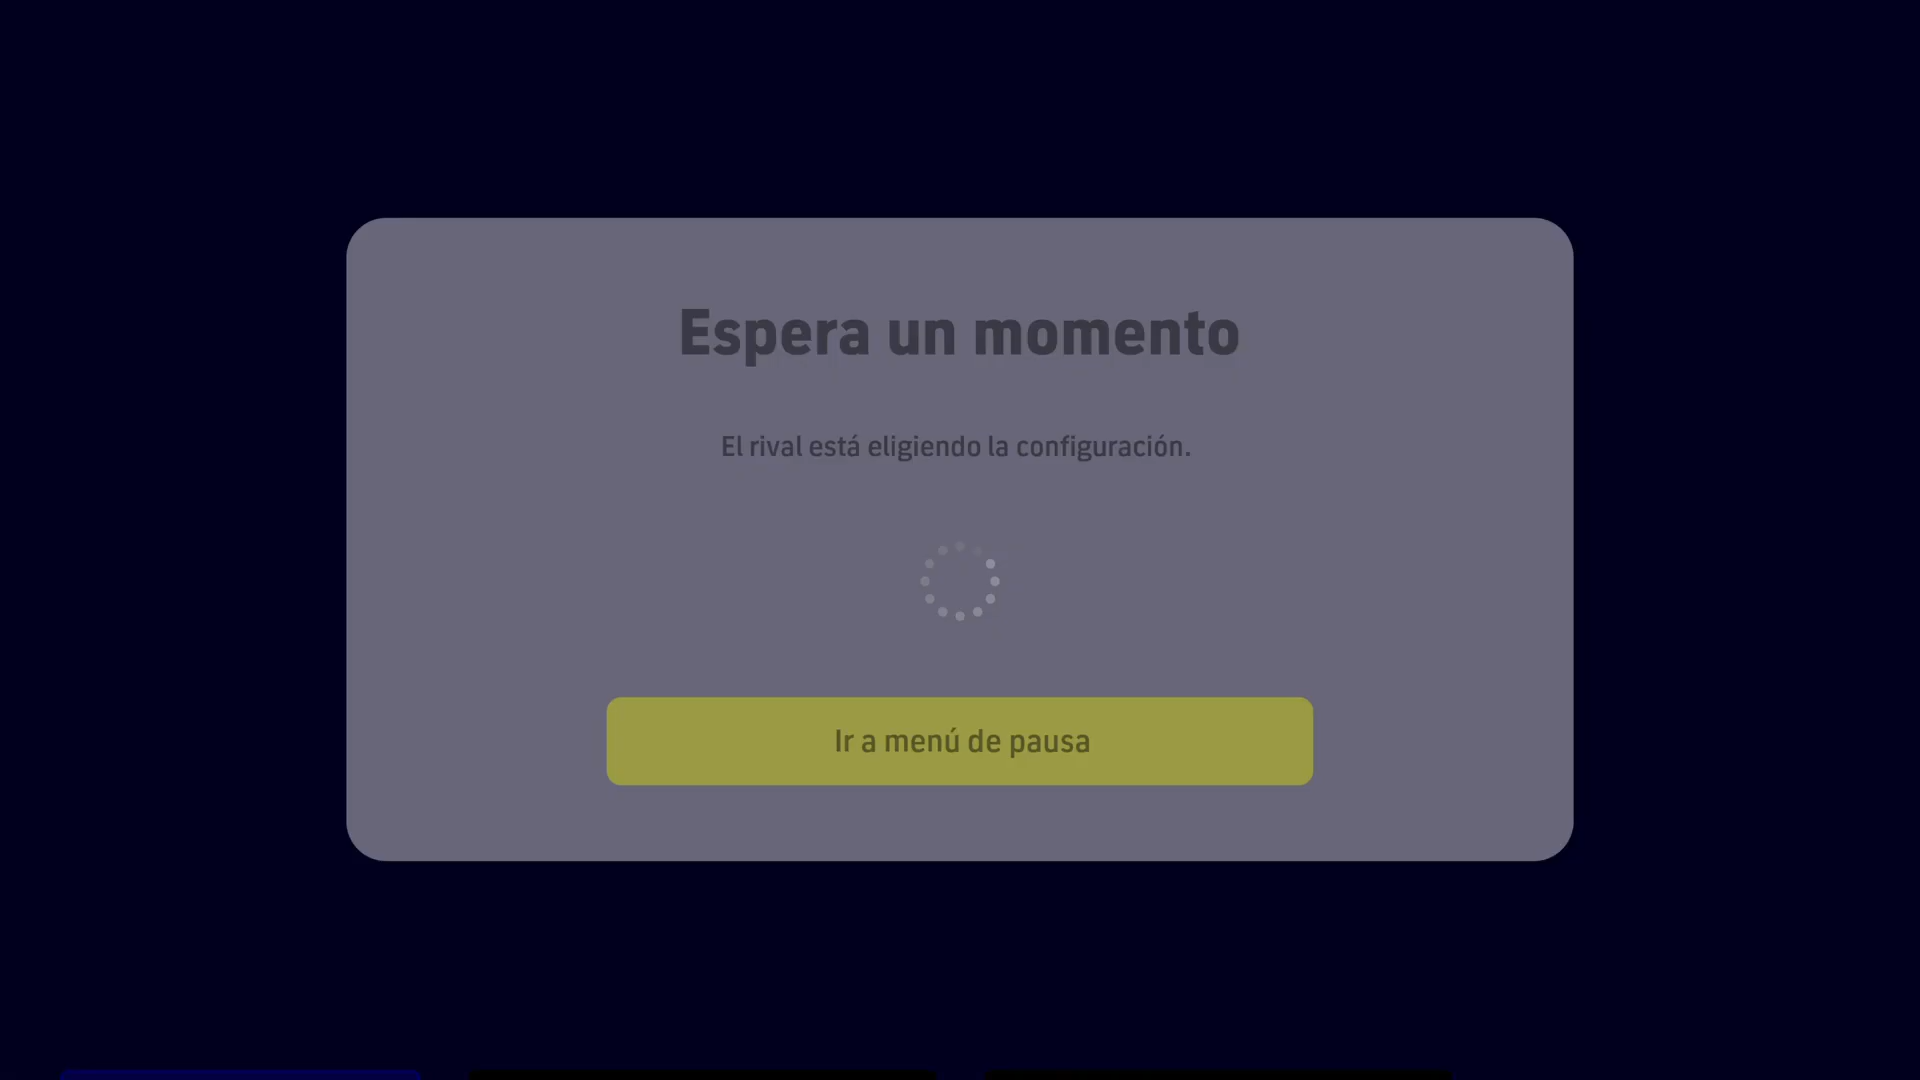 Espera un momento
El rival está eligiendo la configuración.
Ir a menú de pausa